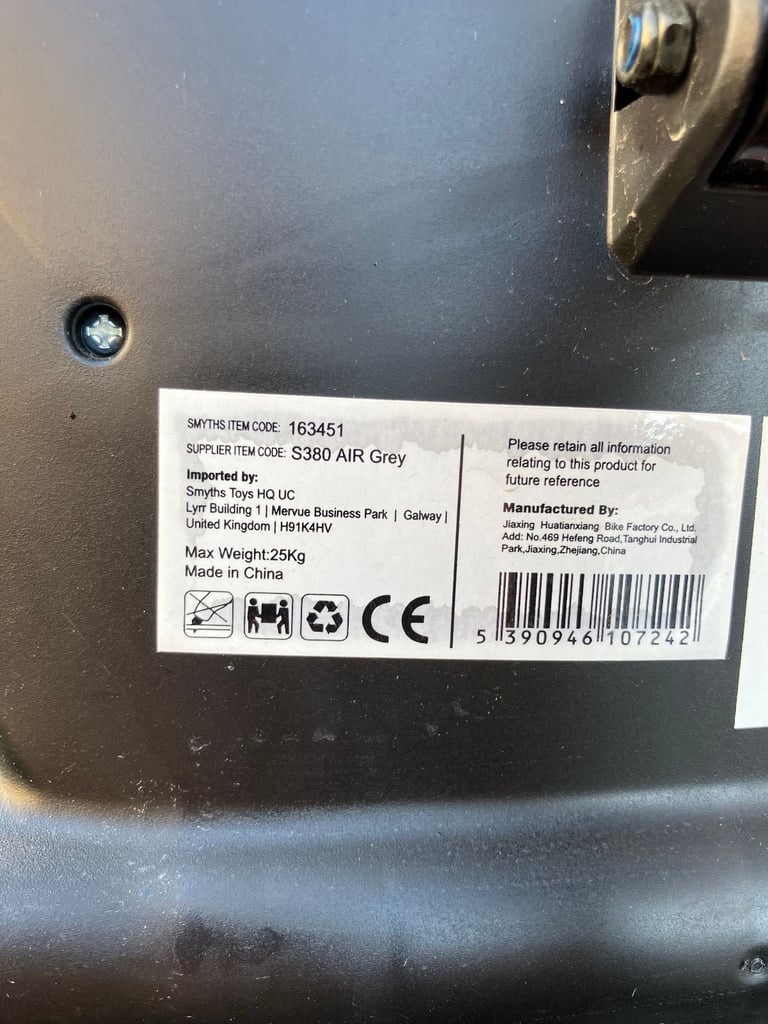 SMYTHS ITEM CODE: 163451
SUPPLIER ITEM CODE: S380 AIR Grey
Imported by:
Smyths Toys HQ UC
Lyrr Building 1 | Mervue Business Park | Galway |
United Kingdom | H91K4HV
Max Weight:25Kg
Made in China
CE
Please retain all information
relating to this product for
future reference
Manufactured By:
Jiaxing Huatianxiang Bike Factory Co., Ltd.
Add: No.469 Hefeng Road,Tanghui Industrial
Park,Jiaxing,Zhejiang,China
5 390946 107242